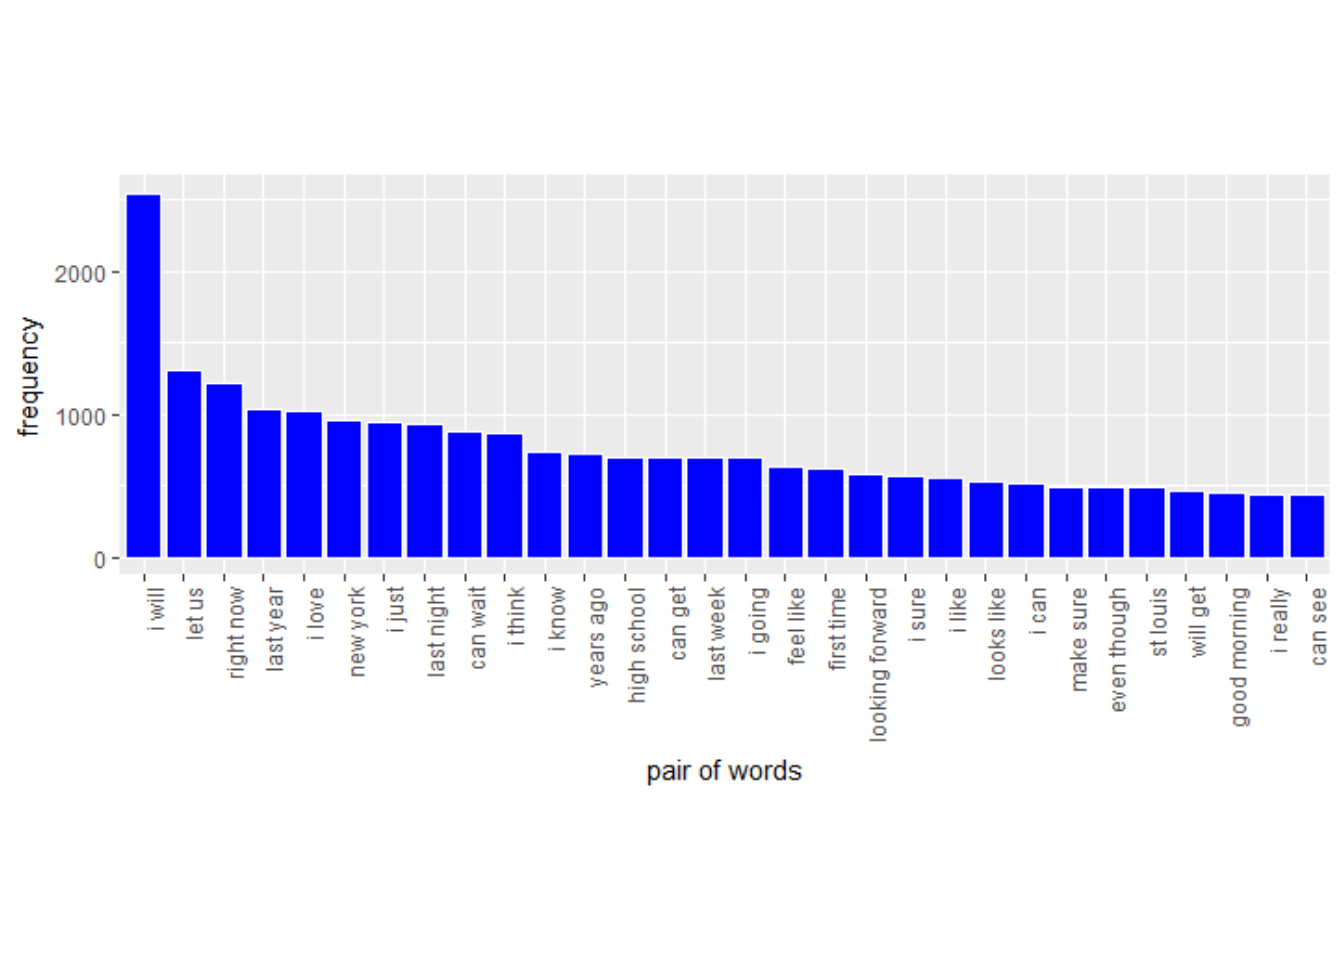 frequency
2000
1000
0
i will
let us
right now
last year
i love
new york
i just
last night
can wait
i think
i know
years ago
high school
can get
last week
i going
feel like
first time
looking forward
i sure
i like
looks like
i can
make sure
even though
st louis
will get
good morning
i really
can see
pair of words